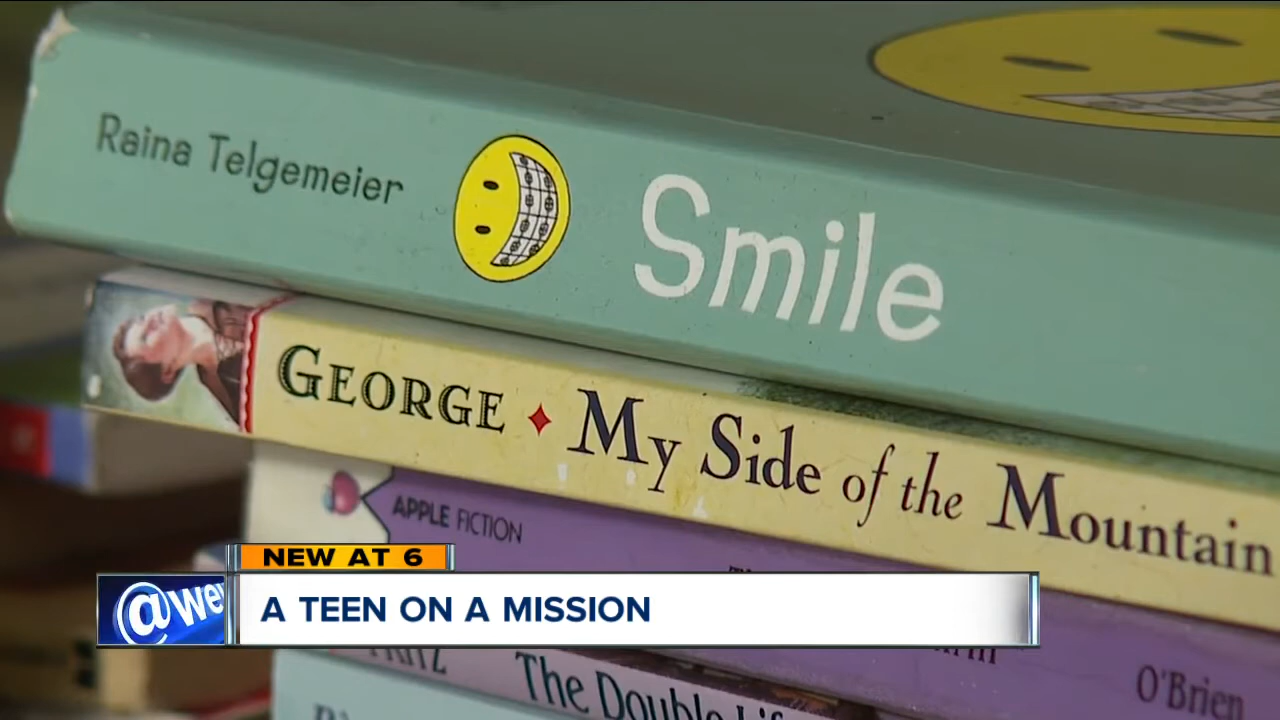 Raina Telgemeier Smile
GEORGE ♦ My Side of the Mountain
APPLE FICTION
O'Brien
NEW AT 6
@we
A TEEN ON A MISSION
The Double